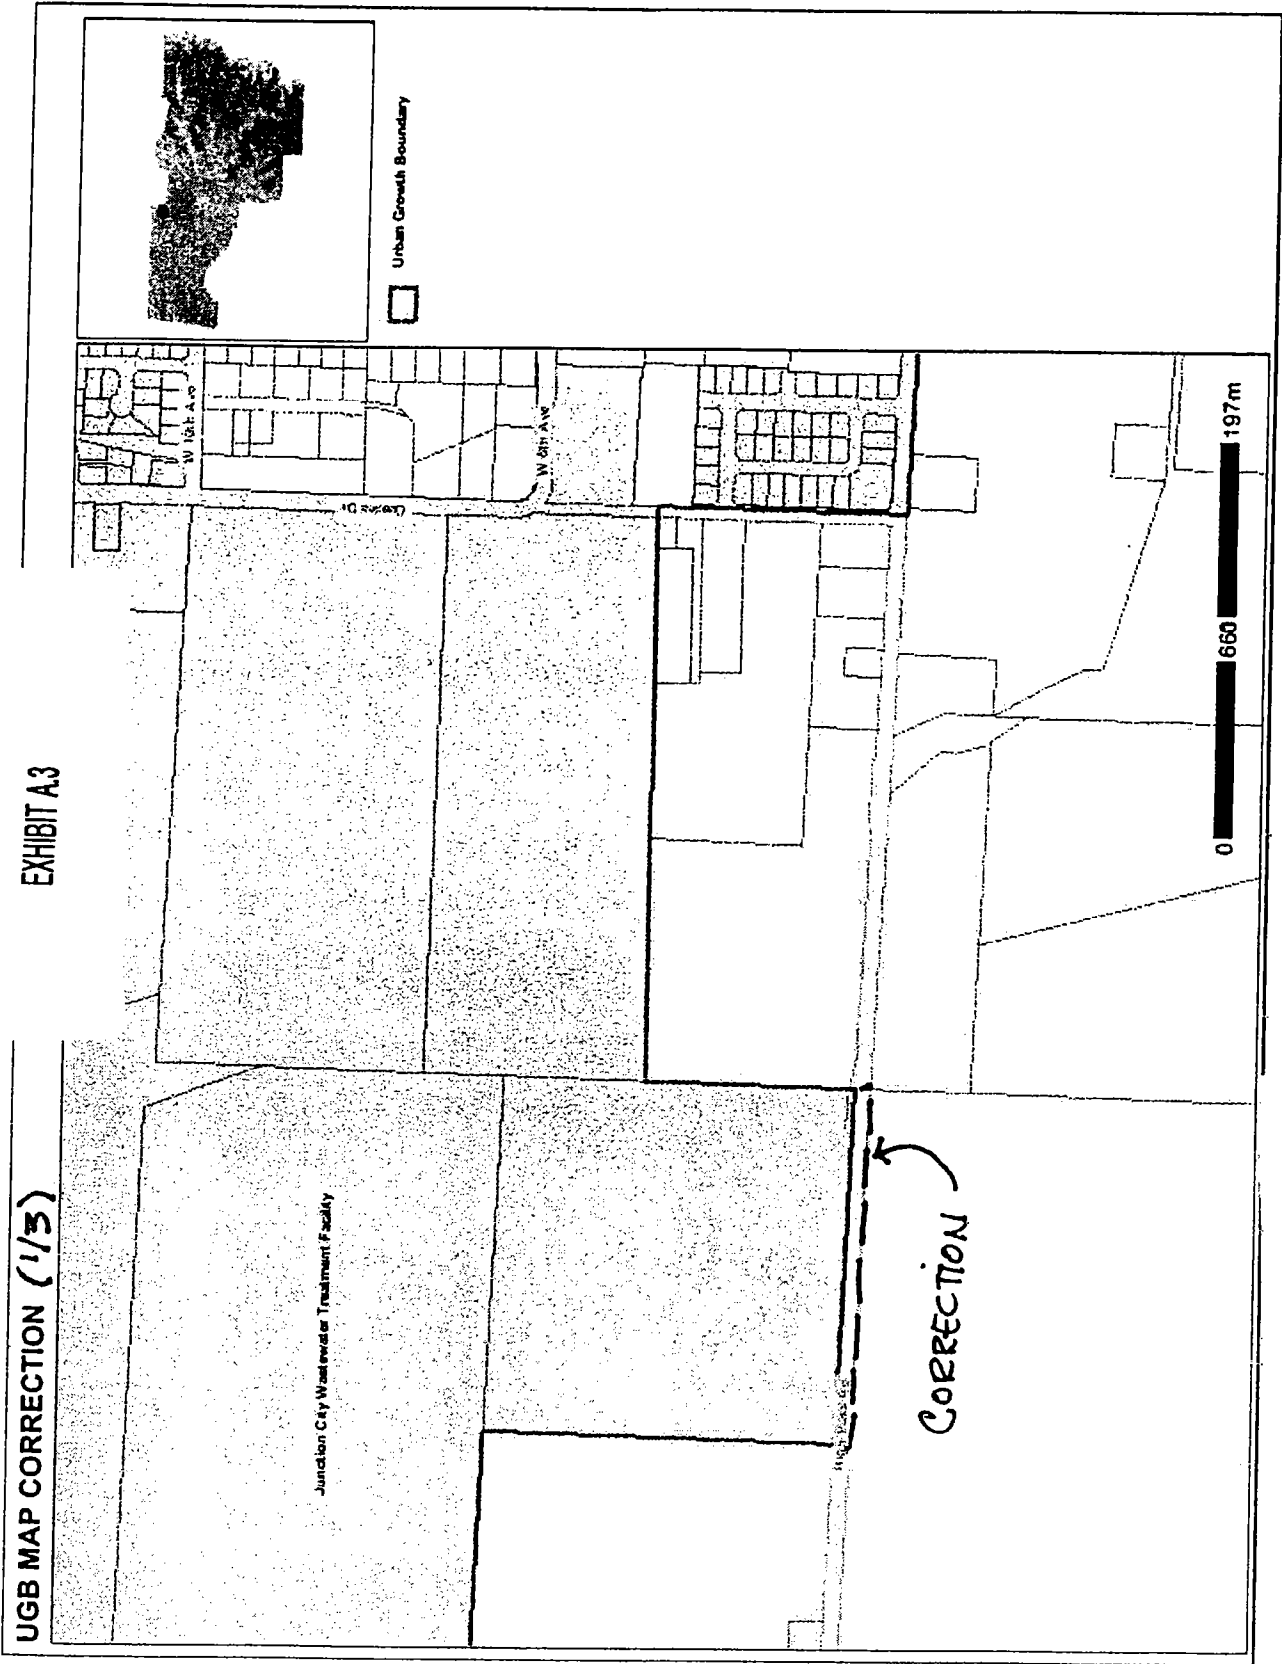 UGB MAP CORRECTION (1/3)
EXHIBIT A.3
Urban Growth Boundary
W 10th Ave
W 6th Ave
Junction City Wastewater Treatment Facility
CORRECTION
0 660 197m